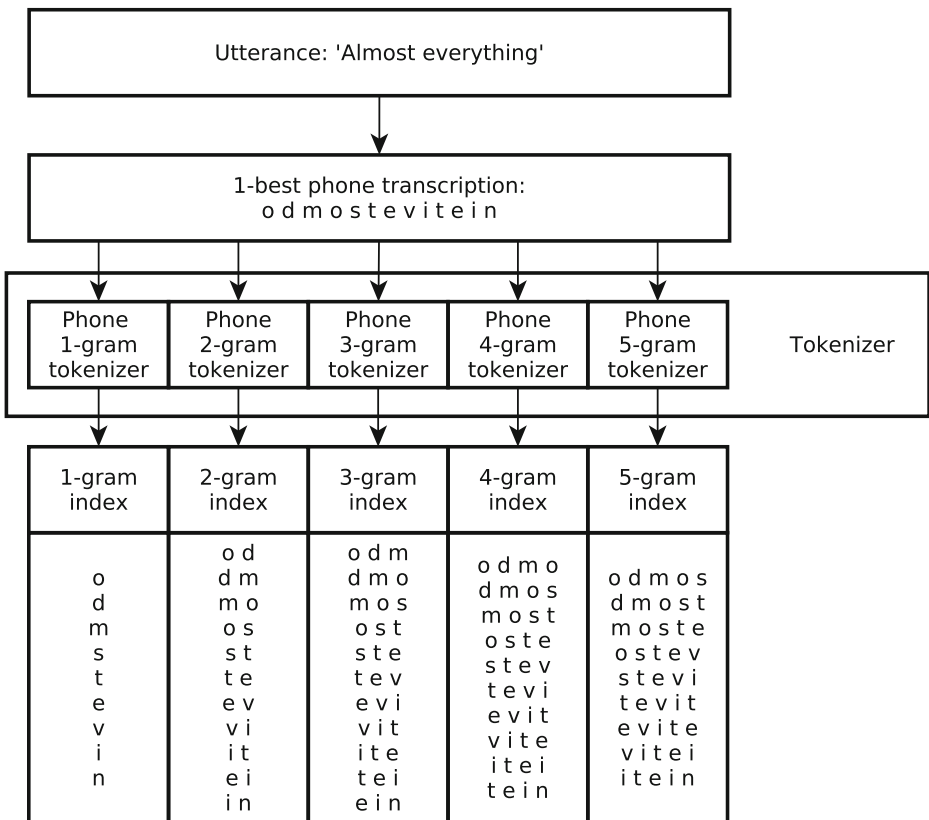 Utterance: 'Almost everything'
1-best phone transcription:
o d m o s t e v i t e i n
Phone
1-gram
tokenizer
Phone
2-gram
tokenizer
Phone
3-gram
tokenizer
Phone
4-gram
tokenizer
Phone
5-gram
tokenizer
Tokenizer
1-gram
index
2-gram
index
3-gram
index
4-gram
index
5-gram
index
o
d
m
s
t
e
v
i
n
o d
d m
m o
o s
s t
t e
e v
v i
i t
e i
i n
o d m
d m o
m o s
o s t
s t e
t e v
e v i
v i t
i t e
t e i
e i n
o d m o
d m o s
m o s t
o s t e
s t e v
t e v i
e v i t
v i t e
i t e i
t e i n
o d m o s
d m o s t
m o s t e
o s t e v
s t e v i
t e v i t
e v i t e
v i t e i
i t e i n